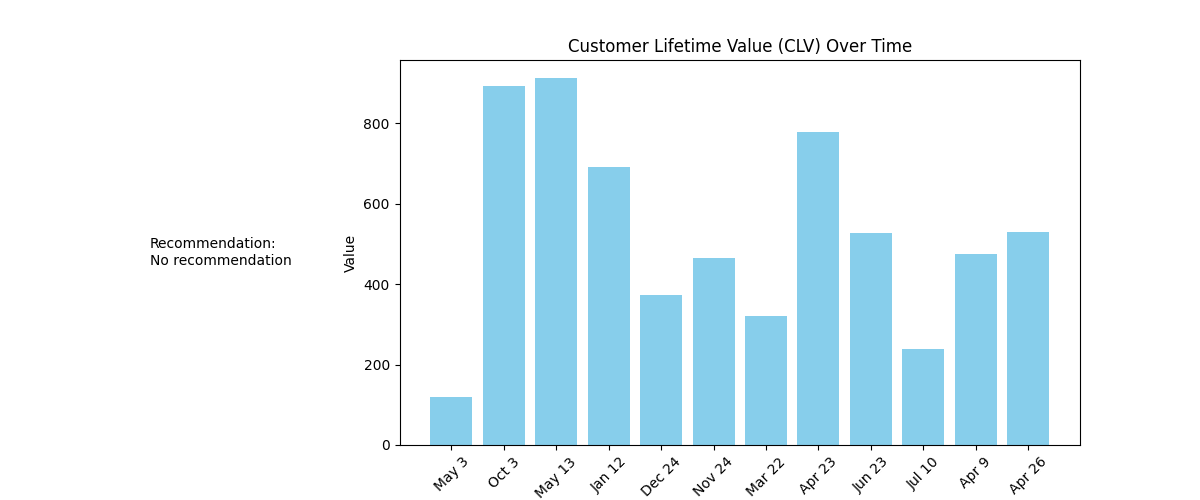 Customer Lifetime Value (CLV) Over Time
Recommendation:
No recommendation
Value
800
600
400
200
0
May 3
Oct 3
May 13
Jan 12
Dec 24
Nov 24
Mar 22
Apr 23
Jun 23
Jul 10
Apr 9
Apr 26